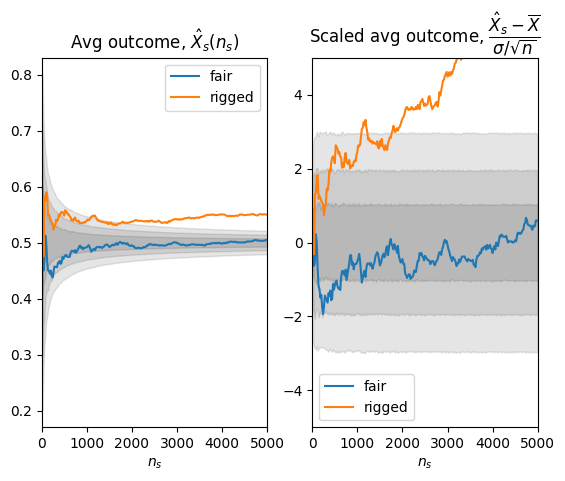 Avg outcome, X̂ₛ(nₛ)
0.8
0.7
0.6
0.5
0.4
0.3
0.2
0 1000 2000 3000 4000 5000
nₛ
fair
rigged
Scaled avg outcome, (X̂ₛ − X̅)/(σ/√n)
4
2
0
−2
−4
0 1000 2000 3000 4000 5000
nₛ
fair
rigged